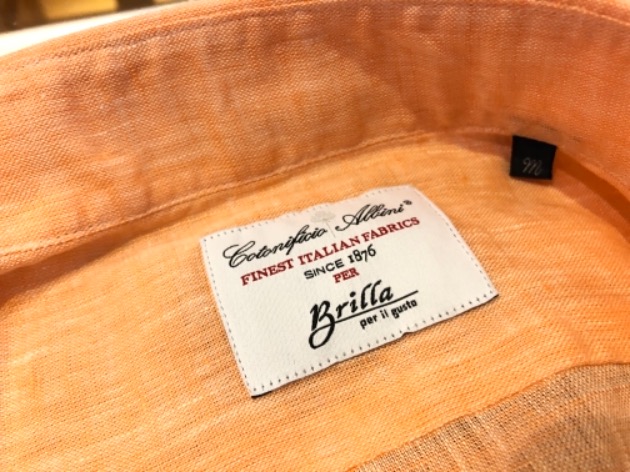 Cotonificio Albini®
FINEST ITALIAN FABRICS
SINCE 1876
PER
Brilla
per il gusto
M